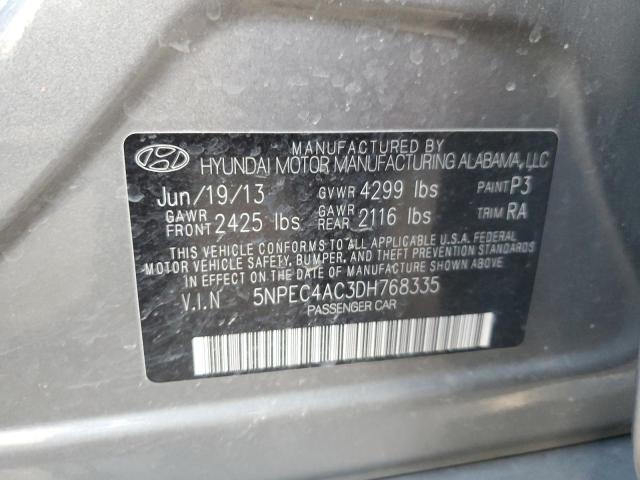 MANUFACTURED BY
HYUNDAI MOTOR MANUFACTURING ALABAMA, LLC
Jun/19/13 GVWR 4299 lbs PAINT P3
GAWR FRONT 2425 lbs GAWR REAR 2116 lbs TRIM RA
THIS VEHICLE CONFORMS TO ALL APPLICABLE U.S.A. FEDERAL
MOTOR VEHICLE SAFETY, BUMPER, AND THEFT PREVENTION STANDARDS
IN EFFECT ON THE DATE OF MANUFACTURE SHOWN ABOVE.
V.I.N 5NPEC4AC3DH768335
PASSENGER CAR